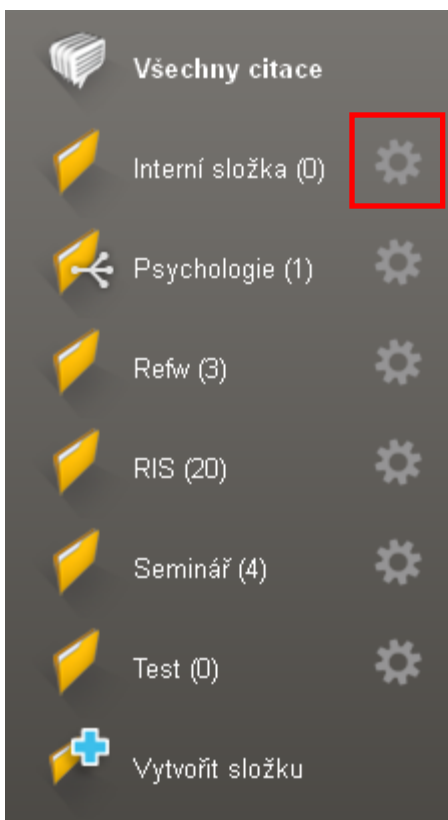 Všechny citace
Interní složka (0)
Psychologie (1)
Refw (3)
RIS (20)
Seminář (4)
Test (0)
Vytvořit složku